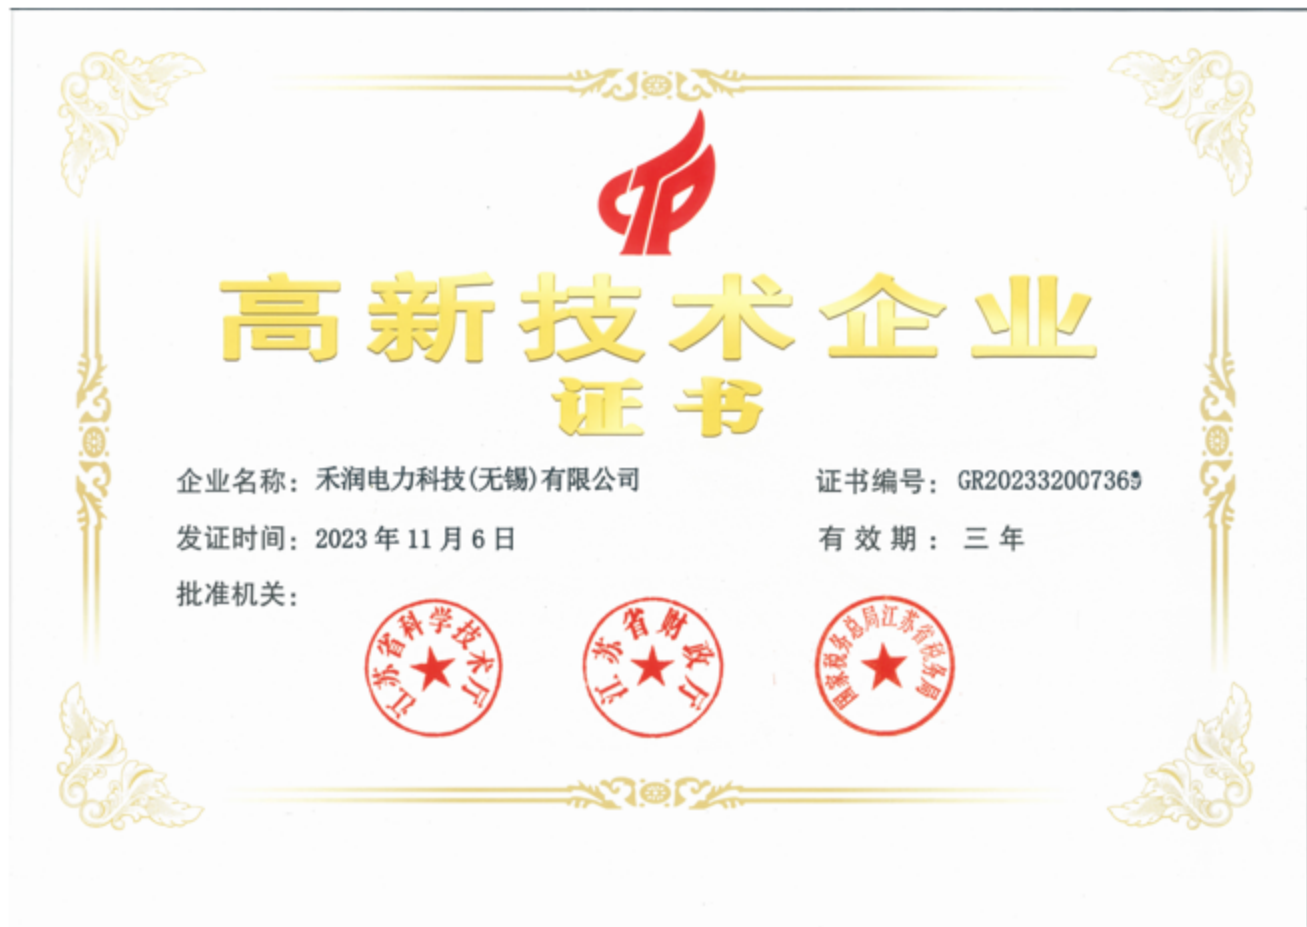 高新技术企业
证书
企业名称：禾润电力科技(无锡)有限公司
证书编号：GR202332007369
发证时间：2023年11月6日
有效期：三年
批准机关：
江苏省科学技术厅
江苏省财政厅
国家税务总局江苏省税务局